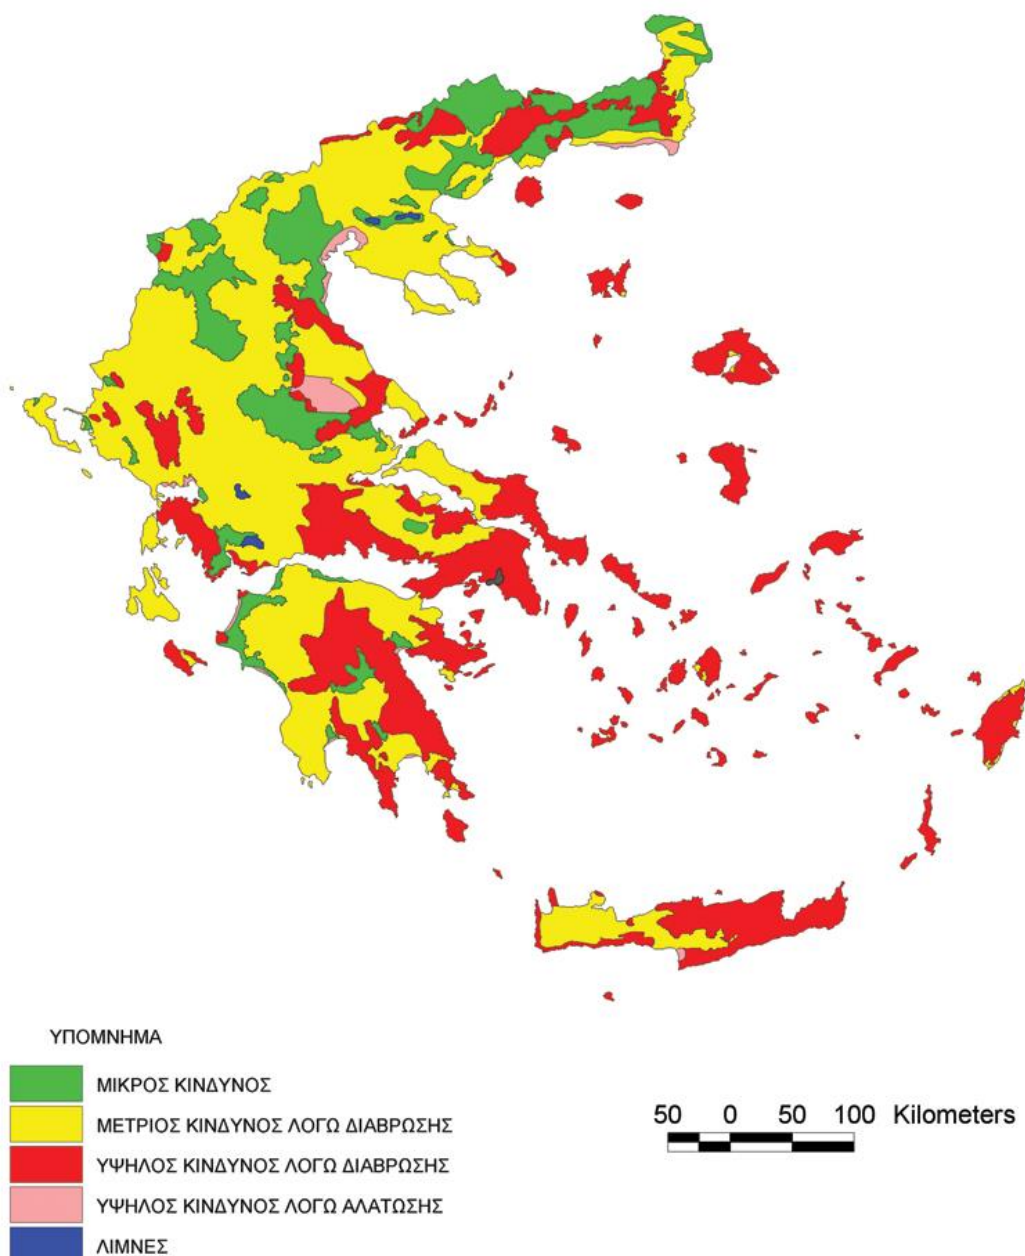 ΥΠΟΜΝΗΜΑ
ΜΙΚΡΟΣ ΚΙΝΔΥΝΟΣ
ΜΕΤΡΙΟΣ ΚΙΝΔΥΝΟΣ ΛΟΓΩ ΔΙΑΒΡΩΣΗΣ
ΥΨΗΛΟΣ ΚΙΝΔΥΝΟΣ ΛΟΓΩ ΔΙΑΒΡΩΣΗΣ
ΥΨΗΛΟΣ ΚΙΝΔΥΝΟΣ ΛΟΓΩ ΑΛΑΤΩΣΗΣ
ΛΙΜΝΕΣ
50 0 50 100 Kilometers